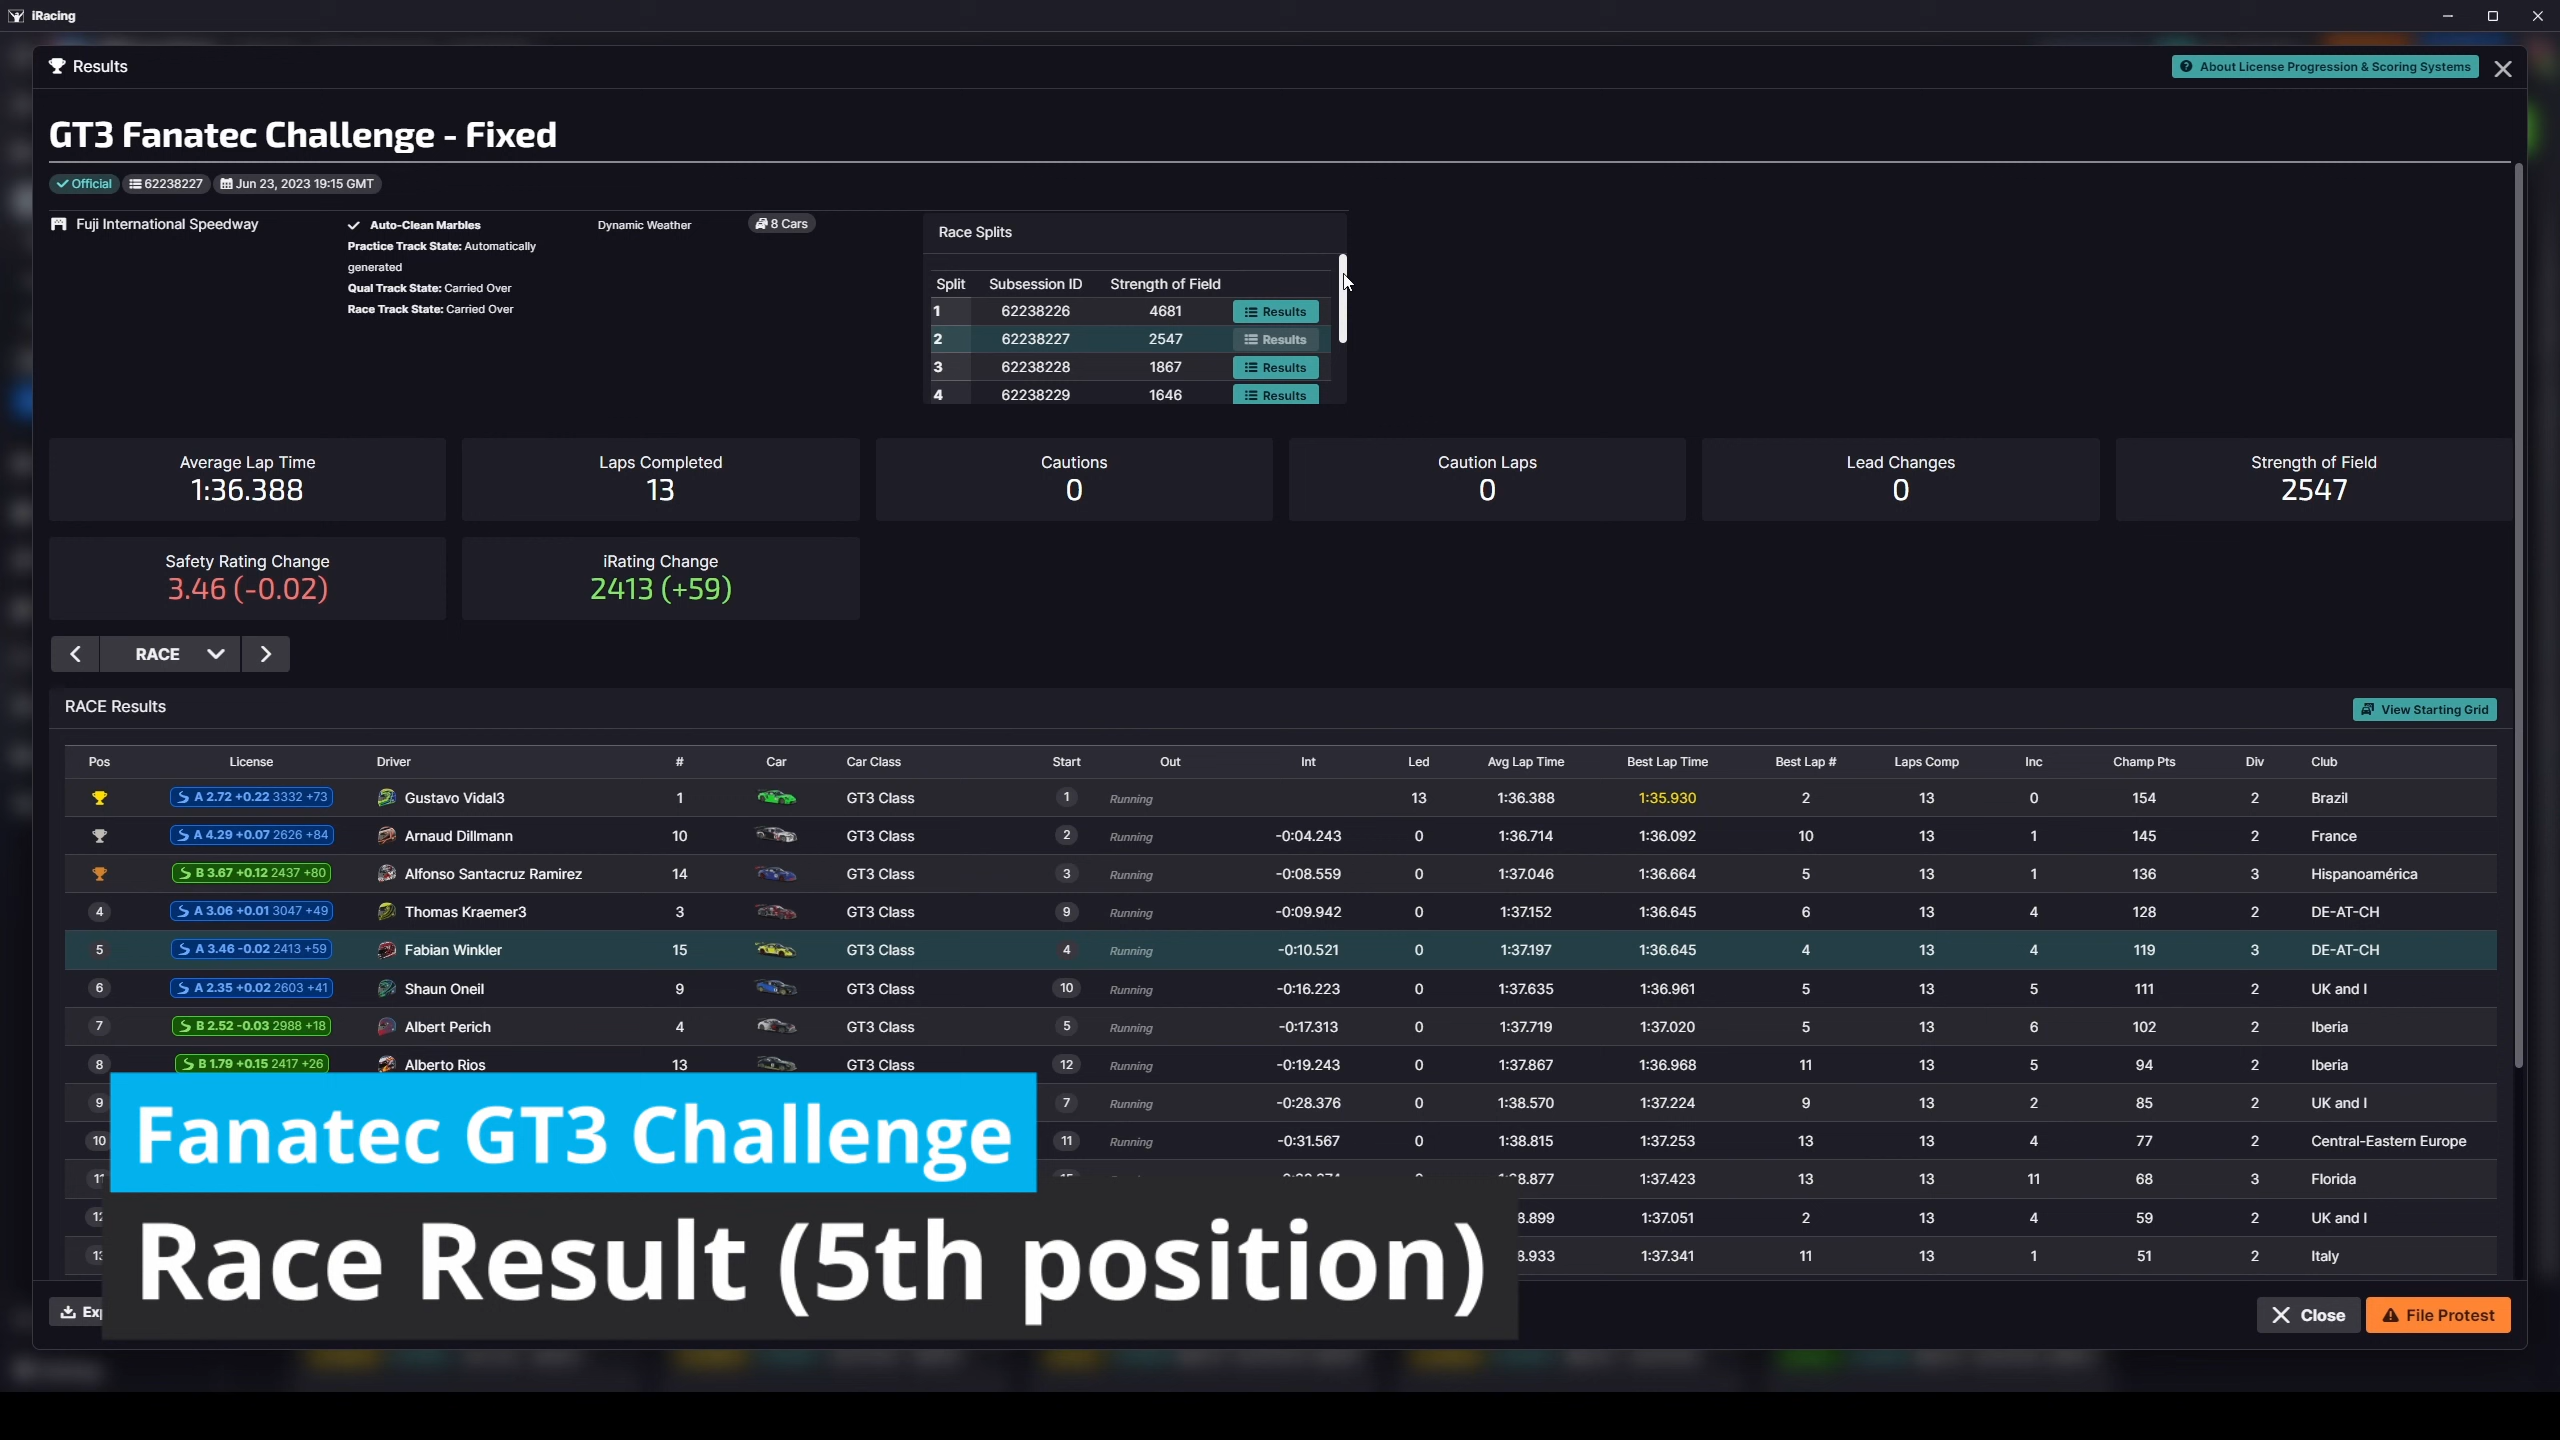 iRacing
Results
About License Progression & Scoring Systems
GT3 Fanatec Challenge - Fixed
Official 62238227 Jun 23, 2023 19:15 GMT
Fuji International Speedway
Auto-Clean Marbles
Practice Track State: Automatically
generated
Qual Track State: Carried Over
Race Track State: Carried Over
Dynamic Weather
8 Cars
Race Splits
Split Subsession ID Strength of Field
1 62238226 4681 Results
2 62238227 2547 Results
3 62238228 1867 Results
4 62238229 1646 Results
Average Lap Time
1:36.388
Laps Completed
13
Cautions
0
Caution Laps
0
Lead Changes
0
Strength of Field
2547
Safety Rating Change
3.46 (-0.02)
iRating Change
2413 (+59)
RACE
RACE Results
View Starting Grid
Pos License Driver # Car Car Class Start Out Int Led Avg Lap Time Best Lap Time Best Lap # Laps Comp Inc Champ Pts Div Club
A 2.72 +0.22 3332 +73 Gustavo Vidal3 1 GT3 Class 1 Running 13 1:36.388 1:35.930 2 13 0 154 2 Brazil
A 4.29 +0.07 2626 +84 Arnaud Dillmann 10 GT3 Class 2 Running -0:04.243 0 1:36.714 1:36.092 10 13 1 145 2 France
B 3.67 +0.12 2437 +80 Alfonso Santacruz Ramirez 14 GT3 Class 3 Running -0:08.559 0 1:37.046 1:36.664 5 13 1 136 3 Hispanoamérica
4 A 3.06 +0.01 3047 +49 Thomas Kraemer3 3 GT3 Class 9 Running -0:09.942 0 1:37.152 1:36.645 6 13 4 128 2 DE-AT-CH
5 A 3.46 -0.02 2413 +59 Fabian Winkler 15 GT3 Class 4 Running -0:10.521 0 1:37.197 1:36.645 4 13 4 119 3 DE-AT-CH
6 A 2.35 +0.02 2603 +41 Shaun Oneil 9 GT3 Class 10 Running -0:16.223 0 1:37.635 1:36.961 5 13 5 111 2 UK and I
7 B 2.52 -0.03 2988 +18 Albert Perich 4 GT3 Class 5 Running -0:17.313 0 1:37.719 1:37.020 5 13 6 102 2 Iberia
8 B 1.79 +0.15 2417 +26 Alberto Rios 13 GT3 Class 12 Running -0:19.243 0 1:37.867 1:36.968 11 13 5 94 2 Iberia
9 7 Running -0:28.376 0 1:38.570 1:37.224 9 13 2 85 2 UK and I
10 11 Running -0:31.567 0 1:38.815 1:37.253 13 13 4 77 2 Central-Eastern Europe
8.877 1:37.423 13 13 11 68 3 Florida
8.899 1:37.051 2 13 4 59 2 UK and I
8.933 1:37.341 11 13 1 51 2 Italy
Fanatec GT3 Challenge
Race Result (5th position)
Close
File Protest